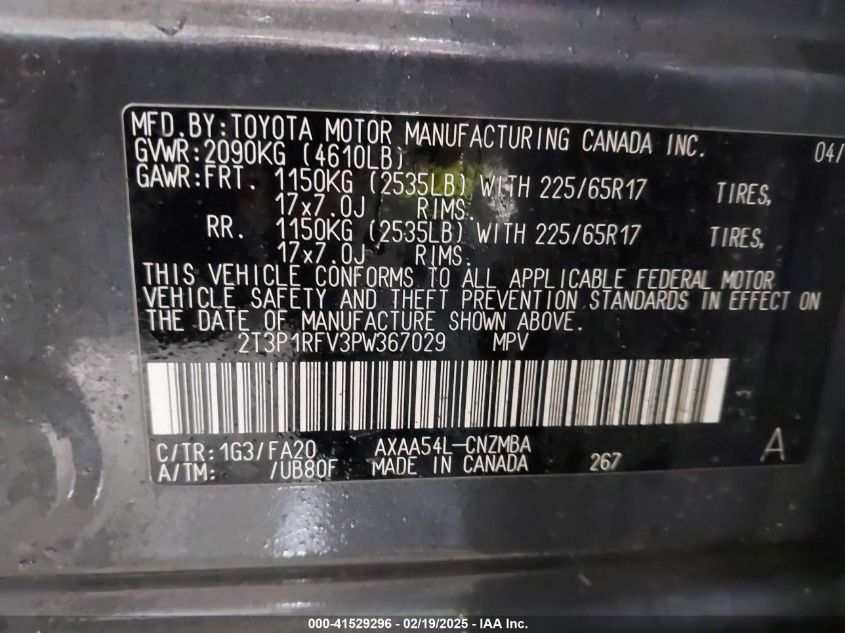 MFD.BY:TOYOTA MOTOR MANUFACTURING CANADA INC. 04/
GVWR:2090KG (4610LB)
GAWR:FRT. 1150KG (2535LB) WITH 225/65R17 TIRES,
17x7.0J RIMS.
RR. 1150KG (2535LB) WITH 225/65R17 TIRES,
17x7.0J RIMS.
THIS VEHICLE CONFORMS TO ALL APPLICABLE FEDERAL MOTOR
VEHICLE SAFETY AND THEFT PREVENTION STANDARDS IN EFFECT ON
THE DATE OF MANUFACTURE SHOWN ABOVE.
2T3P1RFV3PW367029 MPV
C/TR:1G3/FA20 AXAA54L-CNZMBA
A/TM: /UB80F MADE IN CANADA 267 A
000-41529296 - 02/19/2025 - IAA Inc.